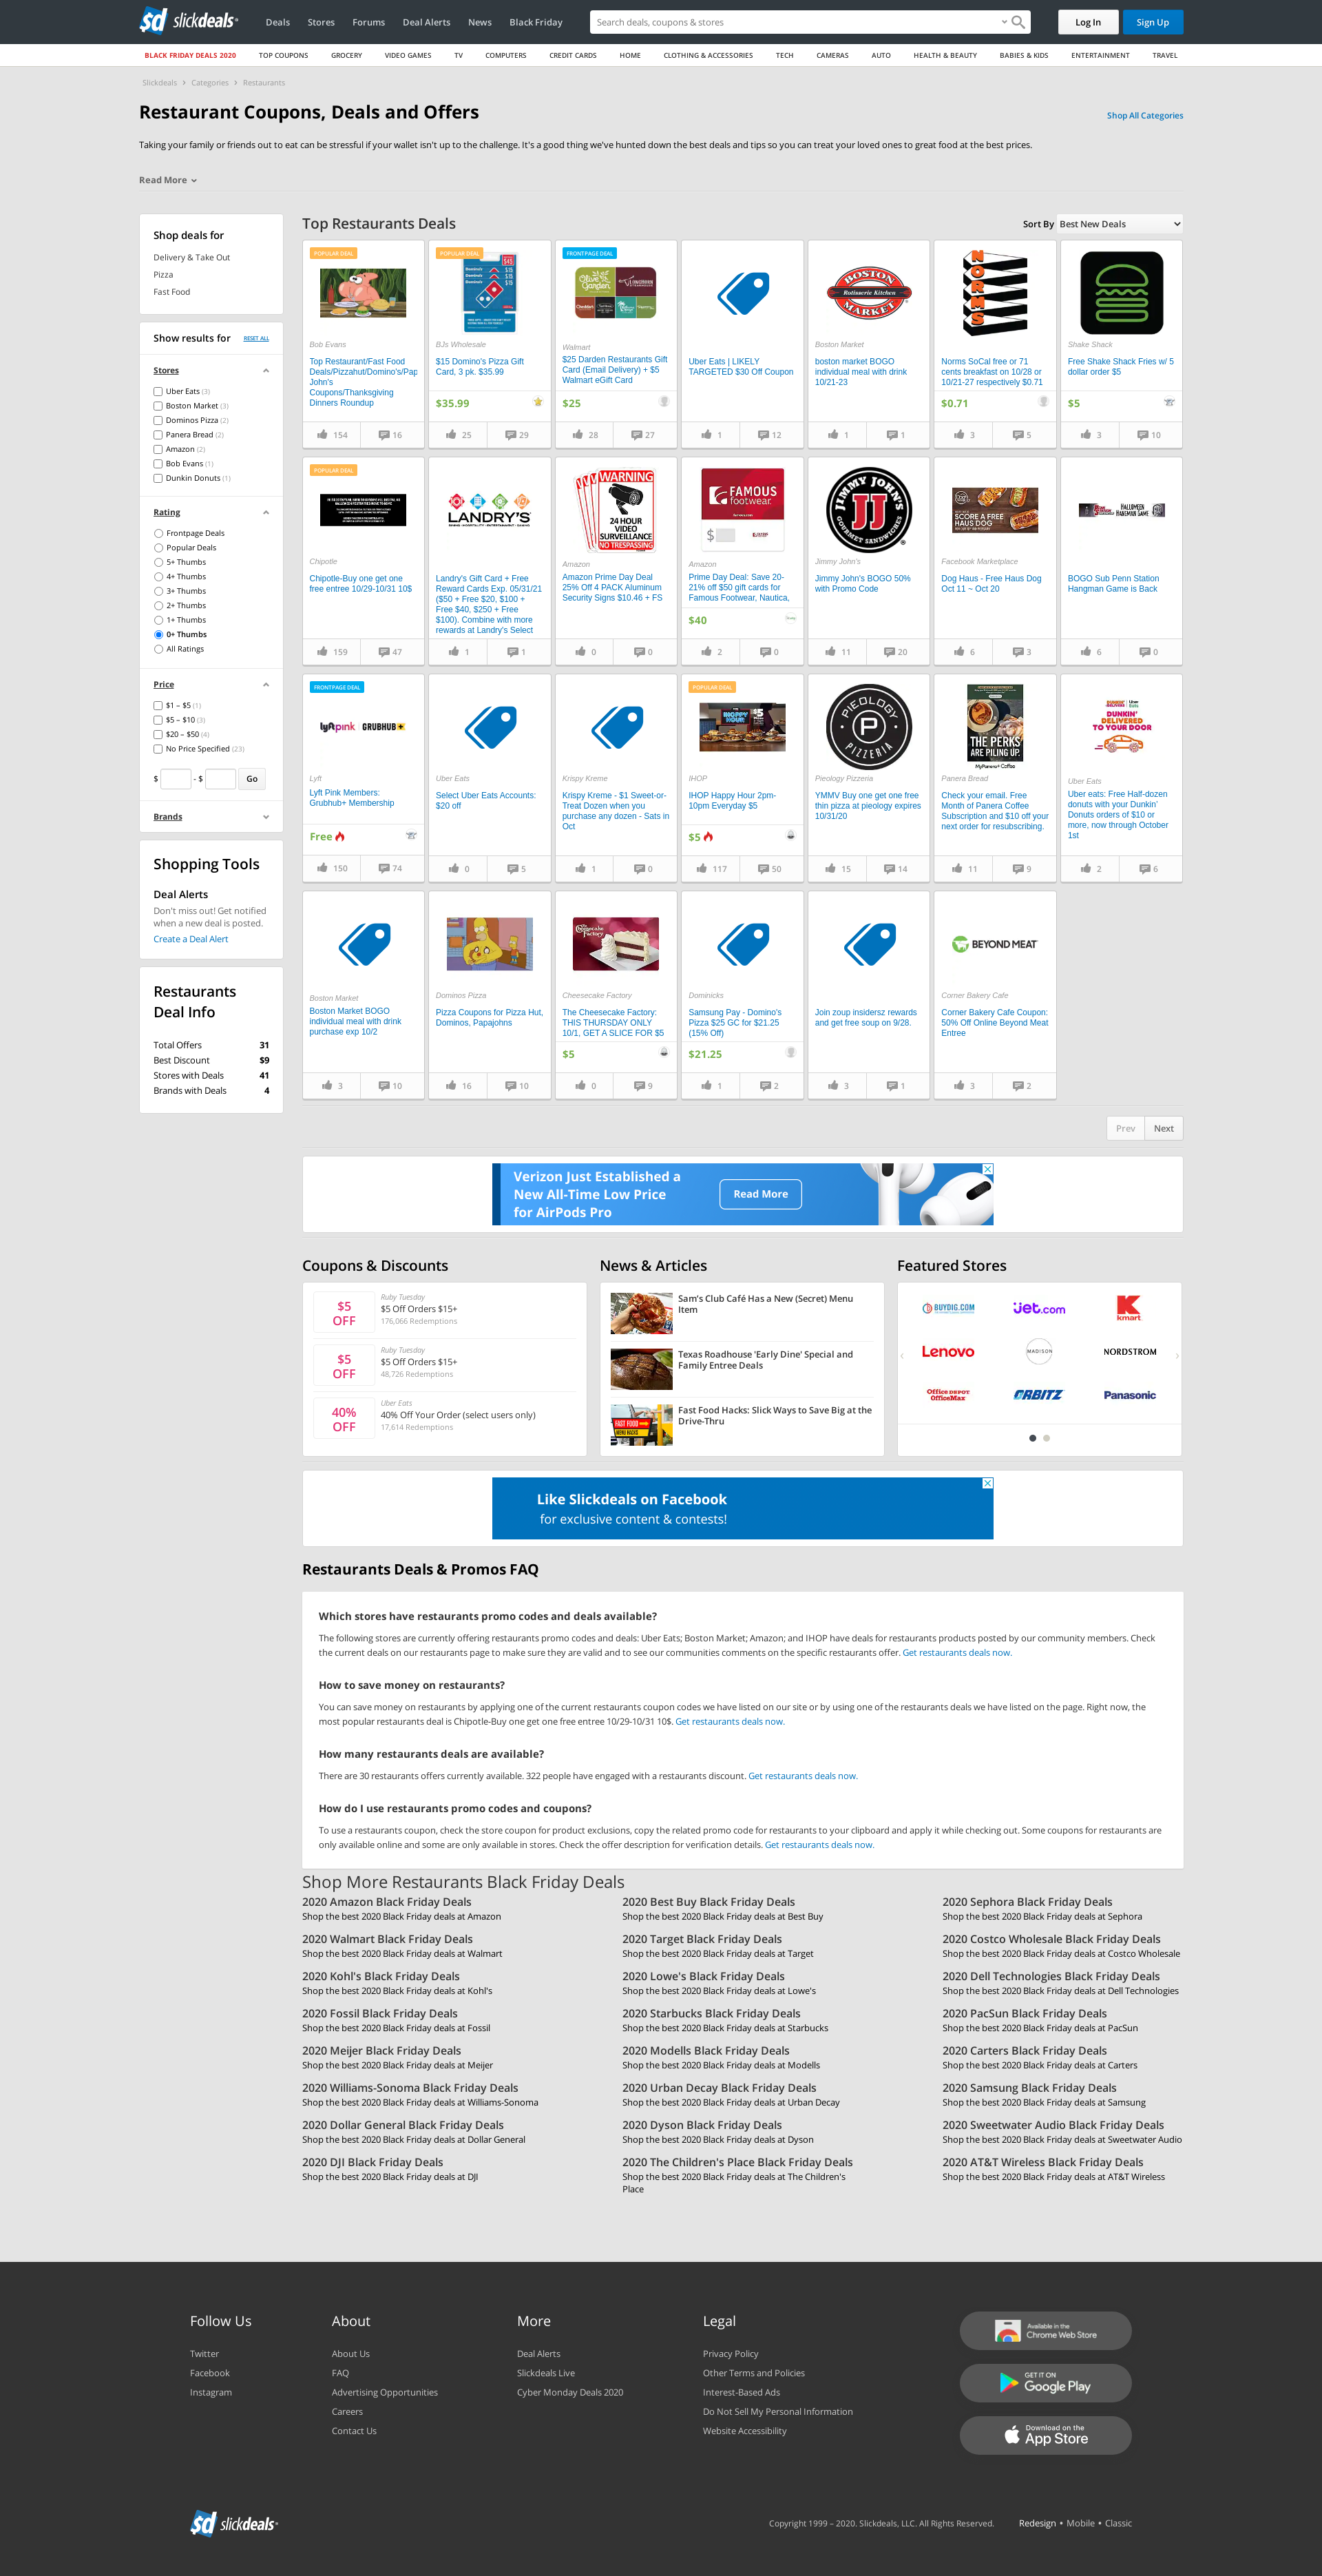 sd slickdeals
Deals Stores Forums Deal Alerts News Black Friday
Search deals, coupons & stores
Log In Sign Up
BLACK FRIDAY DEALS 2020 TOP COUPONS GROCERY VIDEO GAMES TV COMPUTERS CREDIT CARDS HOME CLOTHING & ACCESSORIES TECH CAMERAS AUTO HEALTH & BEAUTY BABIES & KIDS ENTERTAINMENT TRAVEL
Slickdeals > Categories > Restaurants
Restaurant Coupons, Deals and Offers
Shop All Categories
Taking your family or friends out to eat can be stressful if your wallet isn't up to the challenge. It's a good thing we've hunted down the best deals and tips so you can treat your loved ones to great food at the best prices.
Read More
Shop deals for
Delivery & Take Out
Pizza
Fast Food
Show results for RESET ALL
Stores
Uber Eats (3)
Boston Market (3)
Dominos Pizza (2)
Panera Bread (2)
Amazon (2)
Bob Evans (1)
Dunkin Donuts (1)
Rating
Frontpage Deals
Popular Deals
5+ Thumbs
4+ Thumbs
3+ Thumbs
2+ Thumbs
1+ Thumbs
0+ Thumbs
All Ratings
Price
$1 – $5 (1)
$5 – $10 (3)
$20 – $50 (4)
No Price Specified (23)
$ - $ Go
Brands
Shopping Tools
Deal Alerts
Don't miss out! Get notified
when a new deal is posted.
Create a Deal Alert
Restaurants
Deal Info
Total Offers 31
Best Discount $9
Stores with Deals 41
Brands with Deals 4
Top Restaurants Deals
Sort By Best New Deals
POPULAR DEAL
Bob Evans
Top Restaurant/Fast Food
Deals/Pizzahut/Domino's/Pap
John's
Coupons/Thanksgiving
Dinners Roundup
154 16
POPULAR DEAL
$45
Domino's $15
Domino's $15
Domino's $15
BJs Wholesale
$15 Domino's Pizza Gift
Card, 3 pk. $35.99
$35.99
25 29
FRONTPAGE DEAL
Olive Garden
LONGHORN
Walmart
$25 Darden Restaurants Gift
Card (Email Delivery) + $5
Walmart eGift Card
$25
28 27
Uber Eats | LIKELY
TARGETED $30 Off Coupon
1 12
BOSTON
Rotisserie Kitchen
MARKET
Boston Market
boston market BOGO
individual meal with drink
10/21-23
1 1
NORMS
Norms SoCal free or 71
cents breakfast on 10/28 or
10/21-27 respectively $0.71
$0.71
3 5
Shake Shack
Free Shake Shack Fries w/ 5
dollar order $5
$5
3 10
POPULAR DEAL
Chipotle
Chipotle-Buy one get one
free entree 10/29-10/31 10$
159 47
LANDRY'S
Landry's Gift Card + Free
Reward Cards Exp. 05/31/21
($50 + Free $20, $100 +
Free $40, $250 + Free
$100). Combine with more
rewards at Landry's Select
1 1
WARNING
24 HOUR
VIDEO
SURVEILLANCE
NO TRESPASSING
Amazon
Amazon Prime Day Deal
25% Off 4 PACK Aluminum
Security Signs $10.46 + FS
0 0
FAMOUS
footwear.
$
Amazon
Prime Day Deal: Save 20-
21% off $50 gift cards for
Famous Footwear, Nautica,
$40
2 0
JIMMY JOHN'S
JJ
GOURMET SANDWICHES
Jimmy John's
Jimmy John's BOGO 50%
with Promo Code
11 20
SCORE A FREE
HAUS DOG
Facebook Marketplace
Dog Haus - Free Haus Dog
Oct 11 ~ Oct 20
6 3
HALLOWEEN
HANGMAN GAME
BOGO Sub Penn Station
Hangman Game is Back
6 0
FRONTPAGE DEAL
lyft pink GRUBHUB+
Lyft
Lyft Pink Members:
Grubhub+ Membership
Free
150 74
Uber Eats
Select Uber Eats Accounts:
$20 off
0 5
Krispy Kreme
Krispy Kreme - $1 Sweet-or-
Treat Dozen when you
purchase any dozen - Sats in
Oct
1 0
POPULAR DEAL
IHOPPY
HOUR
$5
IHOP
IHOP Happy Hour 2pm-
10pm Everyday $5
$5
117 50
PIEOLOGY
P
PIZZERIA
Pieology Pizzeria
YMMV Buy one get one free
thin pizza at pieology expires
10/31/20
15 14
THE PERKS
ARE PILING UP.
MyPanera+ Coffee
Panera Bread
Check your email. Free
Month of Panera Coffee
Subscription and $10 off your
next order for resubscribing.
11 9
DUNKIN' Uber Eats
DUNKIN'
DELIVERED
TO YOUR DOOR
Uber Eats
Uber eats: Free Half-dozen
donuts with your Dunkin'
Donuts orders of $10 or
more, now through October
1st
2 6
Boston Market
Boston Market BOGO
individual meal with drink
purchase exp 10/2
3 10
Dominos Pizza
Pizza Coupons for Pizza Hut,
Dominos, Papajohns
16 10
Cheesecake Factory
Cheesecake Factory
The Cheesecake Factory:
THIS THURSDAY ONLY
10/1, GET A SLICE FOR $5
$5
0 9
Dominicks
Samsung Pay - Domino's
Pizza $25 GC for $21.25
(15% Off)
$21.25
1 2
Join zoup insidersz rewards
and get free soup on 9/28.
3 1
BEYOND MEAT
Corner Bakery Cafe
Corner Bakery Cafe Coupon:
50% Off Online Beyond Meat
Entree
3 2
Prev Next
Verizon Just Established a
New All-Time Low Price
for AirPods Pro
Read More
Coupons & Discounts
$5
OFF
Ruby Tuesday
$5 Off Orders $15+
176,066 Redemptions
$5
OFF
Ruby Tuesday
$5 Off Orders $15+
48,726 Redemptions
40%
OFF
Uber Eats
40% Off Your Order (select users only)
17,614 Redemptions
News & Articles
Sam's Club Café Has a New (Secret) Menu
Item
Texas Roadhouse 'Early Dine' Special and
Family Entree Deals
FAST FOOD
MENU HACKS
Fast Food Hacks: Slick Ways to Save Big at the
Drive-Thru
Featured Stores
BUYDIG.COM jet.com K kmart
Lenovo MADISON NORDSTROM
Office DEPOT OfficeMax ORBITZ Panasonic
Like Slickdeals on Facebook
for exclusive content & contests!
Restaurants Deals & Promos FAQ
Which stores have restaurants promo codes and deals available?
The following stores are currently offering restaurants promo codes and deals: Uber Eats; Boston Market; Amazon; and IHOP have deals for restaurants products posted by our community members. Check
the current deals on our restaurants page to make sure they are valid and to see our communities comments on the specific restaurants offer. Get restaurants deals now.
How to save money on restaurants?
You can save money on restaurants by applying one of the current restaurants coupon codes we have listed on our site or by using one of the restaurants deals we have listed on the page. Right now, the
most popular restaurants deal is Chipotle-Buy one get one free entree 10/29-10/31 10$. Get restaurants deals now.
How many restaurants deals are available?
There are 30 restaurants offers currently available. 322 people have engaged with a restaurants discount. Get restaurants deals now.
How do I use restaurants promo codes and coupons?
To use a restaurants coupon, check the store coupon for product exclusions, copy the related promo code for restaurants to your clipboard and apply it while checking out. Some coupons for restaurants are
only available online and some are only available in stores. Check the offer description for verification details. Get restaurants deals now.
Shop More Restaurants Black Friday Deals
2020 Amazon Black Friday Deals
Shop the best 2020 Black Friday deals at Amazon
2020 Best Buy Black Friday Deals
Shop the best 2020 Black Friday deals at Best Buy
2020 Sephora Black Friday Deals
Shop the best 2020 Black Friday deals at Sephora
2020 Walmart Black Friday Deals
Shop the best 2020 Black Friday deals at Walmart
2020 Target Black Friday Deals
Shop the best 2020 Black Friday deals at Target
2020 Costco Wholesale Black Friday Deals
Shop the best 2020 Black Friday deals at Costco Wholesale
2020 Kohl's Black Friday Deals
Shop the best 2020 Black Friday deals at Kohl's
2020 Lowe's Black Friday Deals
Shop the best 2020 Black Friday deals at Lowe's
2020 Dell Technologies Black Friday Deals
Shop the best 2020 Black Friday deals at Dell Technologies
2020 Fossil Black Friday Deals
Shop the best 2020 Black Friday deals at Fossil
2020 Starbucks Black Friday Deals
Shop the best 2020 Black Friday deals at Starbucks
2020 PacSun Black Friday Deals
Shop the best 2020 Black Friday deals at PacSun
2020 Meijer Black Friday Deals
Shop the best 2020 Black Friday deals at Meijer
2020 Modells Black Friday Deals
Shop the best 2020 Black Friday deals at Modells
2020 Carters Black Friday Deals
Shop the best 2020 Black Friday deals at Carters
2020 Williams-Sonoma Black Friday Deals
Shop the best 2020 Black Friday deals at Williams-Sonoma
2020 Urban Decay Black Friday Deals
Shop the best 2020 Black Friday deals at Urban Decay
2020 Samsung Black Friday Deals
Shop the best 2020 Black Friday deals at Samsung
2020 Dollar General Black Friday Deals
Shop the best 2020 Black Friday deals at Dollar General
2020 Dyson Black Friday Deals
Shop the best 2020 Black Friday deals at Dyson
2020 Sweetwater Audio Black Friday Deals
Shop the best 2020 Black Friday deals at Sweetwater Audio
2020 DJI Black Friday Deals
Shop the best 2020 Black Friday deals at DJI
2020 The Children's Place Black Friday Deals
Shop the best 2020 Black Friday deals at The Children's
Place
2020 AT&T Wireless Black Friday Deals
Shop the best 2020 Black Friday deals at AT&T Wireless
Follow Us
Twitter
Facebook
Instagram
About
About Us
FAQ
Advertising Opportunities
Careers
Contact Us
More
Deal Alerts
Slickdeals Live
Cyber Monday Deals 2020
Legal
Privacy Policy
Other Terms and Policies
Interest-Based Ads
Do Not Sell My Personal Information
Website Accessibility
Available in the
Chrome Web Store
GET IT ON
Google Play
Download on the
App Store
sd slickdeals
Copyright 1999 – 2020. Slickdeals, LLC. All Rights Reserved. Redesign • Mobile • Classic